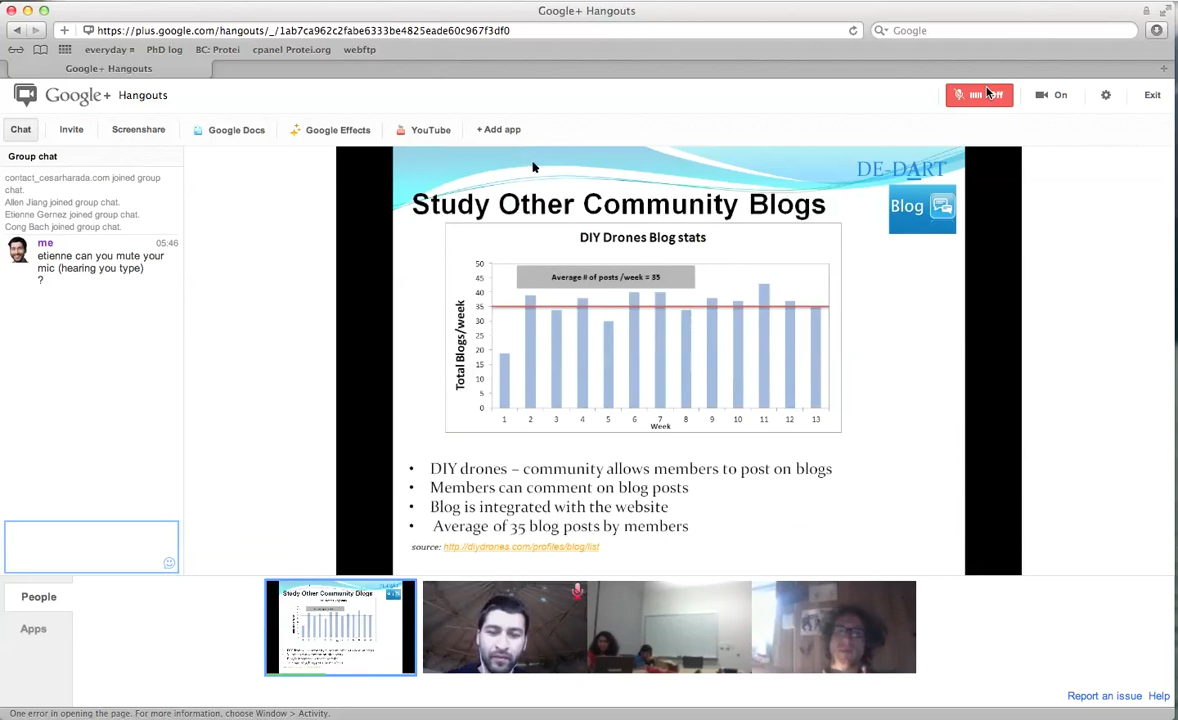 Google+ Hangouts
https://plus.google.com/hangouts/_/1ab7ca962c2fabe6333be4825eade60c967f3df0
Google
everyday
PhD log
BC: Protei
cpanel Protei.org
webftp
Google+ Hangouts
Google+ Hangouts
Off
On
Exit
Chat
Invite
Screenshare
Google Docs
Google Effects
YouTube
+ Add app
Group chat
contact_cesarharada.com joined group
chat.
Allen Jiang joined group chat.
Etienne Gernez joined group chat.
Cong Bach joined group chat.
me 05:46
etienne can you mute your
mic (hearing you type)
?
DE-DART
Study Other Community Blogs
Blog
DIY Drones Blog stats
Average # of posts /week = 35
Total Blogs/week
50
45
40
35
30
25
20
15
10
5
0
1 2 3 4 5 6 7 8 9 10 11 12 13
Week
• DIY drones – community allows members to post on blogs
• Members can comment on blog posts
• Blog is integrated with the website
• Average of 35 blog posts by members
source: http://diydrones.com/profiles/blog/list
People
Apps
Study Other Community Blogs
Report an issue Help
One error in opening the page. For more information, choose Window > Activity.